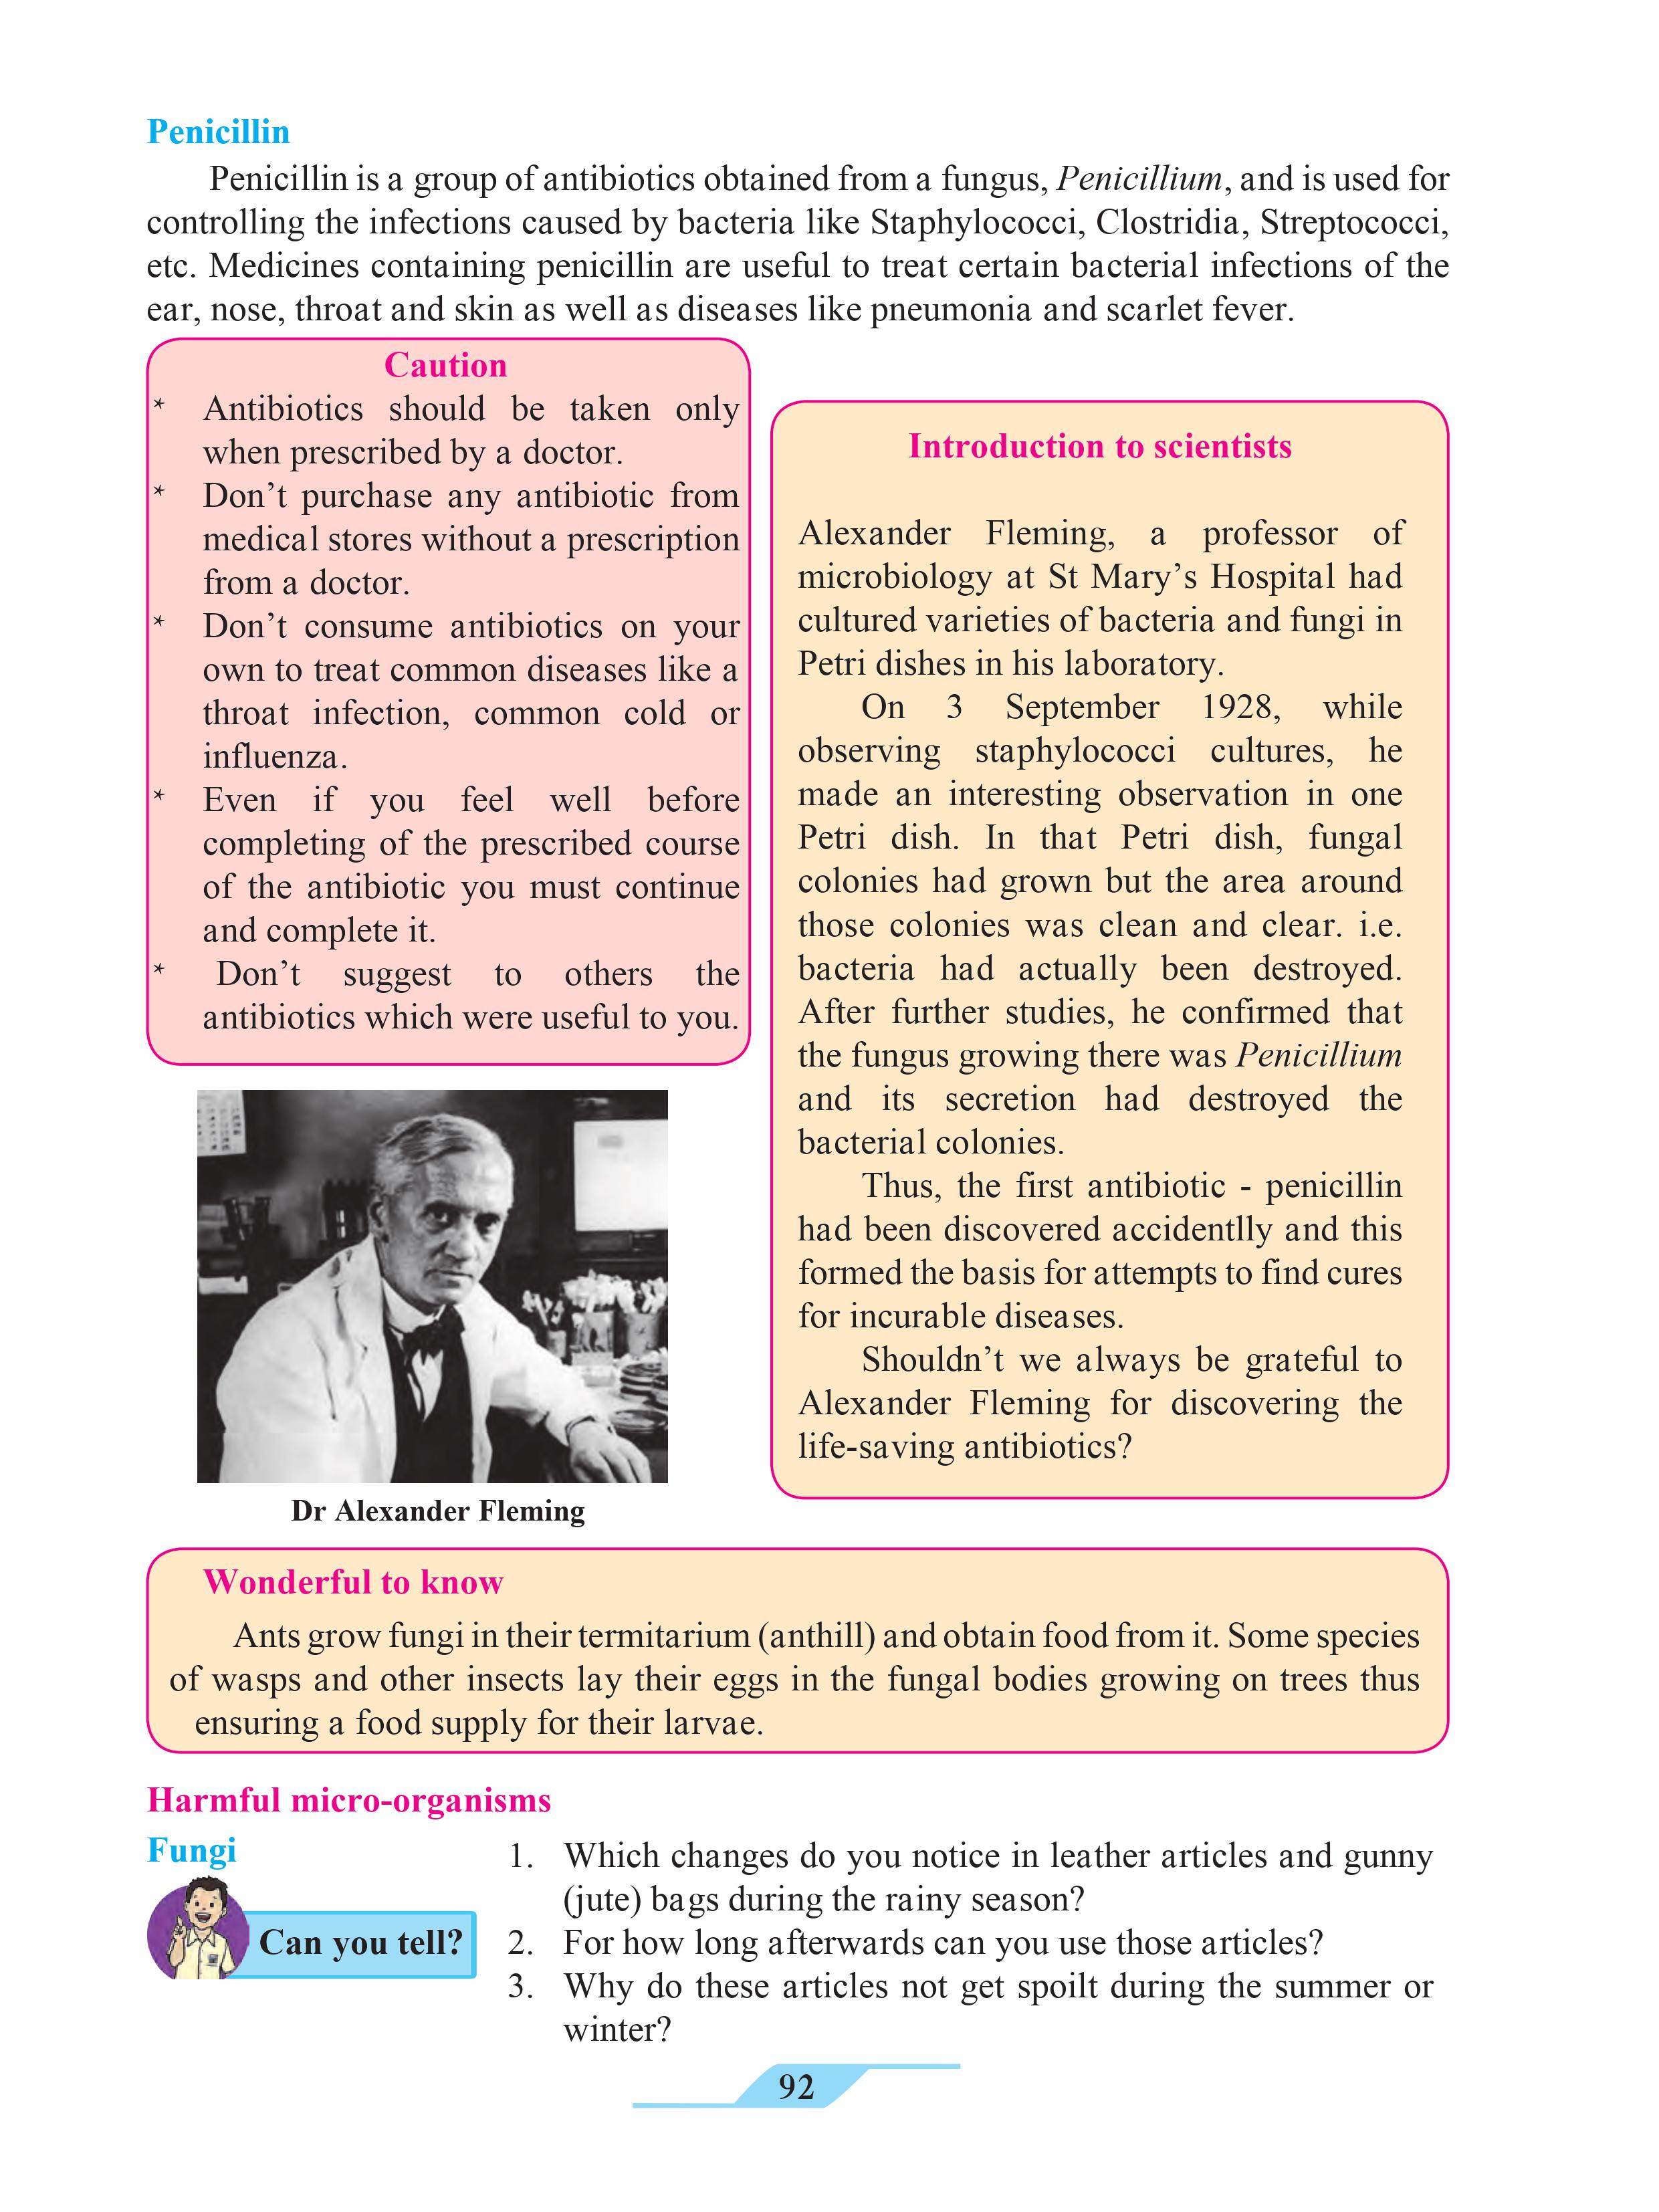 Penicillin
Penicillin is a group of antibiotics obtained from a fungus, Penicillium, and is used for
controlling the infections caused by bacteria like Staphylococci, Clostridia, Streptococci,
etc. Medicines containing penicillin are useful to treat certain bacterial infections of the
ear, nose, throat and skin as well as diseases like pneumonia and scarlet fever.
Caution
* Antibiotics should be taken only
when prescribed by a doctor.
* Don’t purchase any antibiotic from
medical stores without a prescription
from a doctor.
* Don’t consume antibiotics on your
own to treat common diseases like a
throat infection, common cold or
influenza.
* Even if you feel well before
completing of the prescribed course
of the antibiotic you must continue
and complete it.
* Don’t suggest to others the
antibiotics which were useful to you.
Dr Alexander Fleming
Introduction to scientists
Alexander Fleming, a professor of
microbiology at St Mary’s Hospital had
cultured varieties of bacteria and fungi in
Petri dishes in his laboratory.
On 3 September 1928, while
observing staphylococci cultures, he
made an interesting observation in one
Petri dish. In that Petri dish, fungal
colonies had grown but the area around
those colonies was clean and clear. i.e.
bacteria had actually been destroyed.
After further studies, he confirmed that
the fungus growing there was Penicillium
and its secretion had destroyed the
bacterial colonies.
Thus, the first antibiotic - penicillin
had been discovered accidentlly and this
formed the basis for attempts to find cures
for incurable diseases.
Shouldn’t we always be grateful to
Alexander Fleming for discovering the
life-saving antibiotics?
Wonderful to know
Ants grow fungi in their termitarium (anthill) and obtain food from it. Some species
of wasps and other insects lay their eggs in the fungal bodies growing on trees thus
ensuring a food supply for their larvae.
Harmful micro-organisms
Fungi
Can you tell?
1. Which changes do you notice in leather articles and gunny
(jute) bags during the rainy season?
2. For how long afterwards can you use those articles?
3. Why do these articles not get spoilt during the summer or
winter?
92